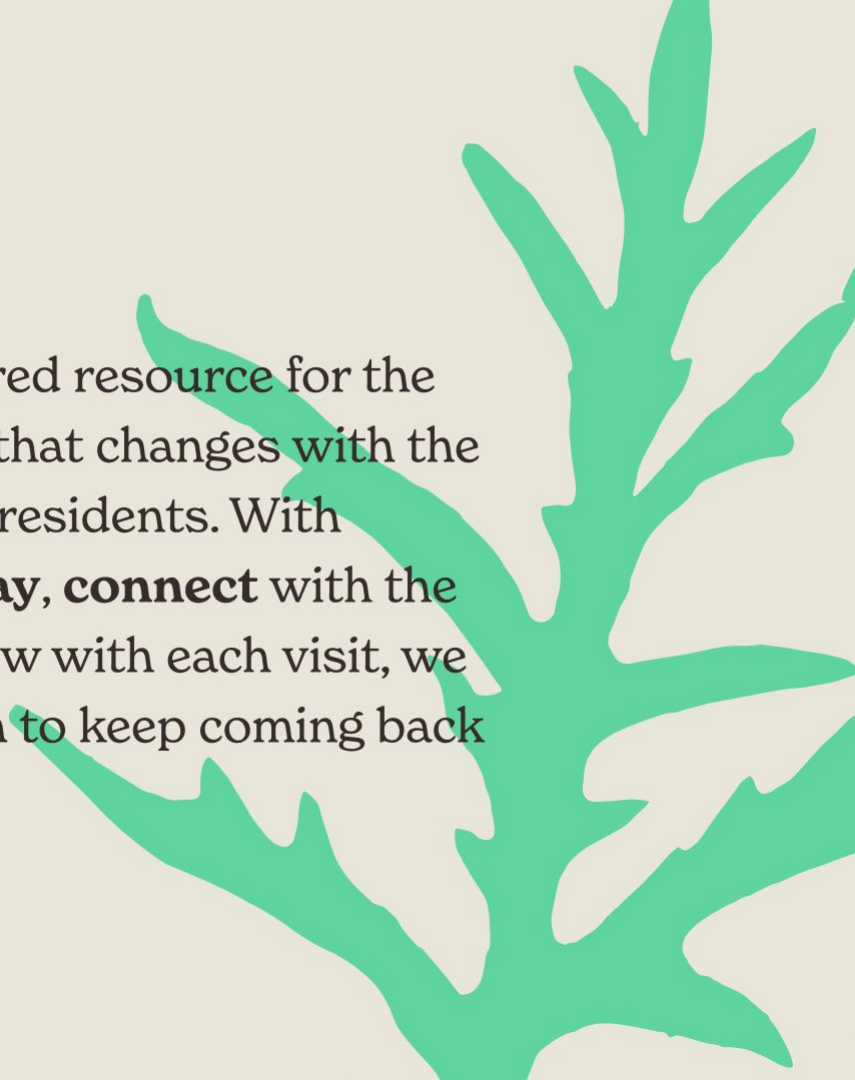 red resource for the
that changes with the
residents. With
ay, connect with the
w with each visit, we
to keep coming back